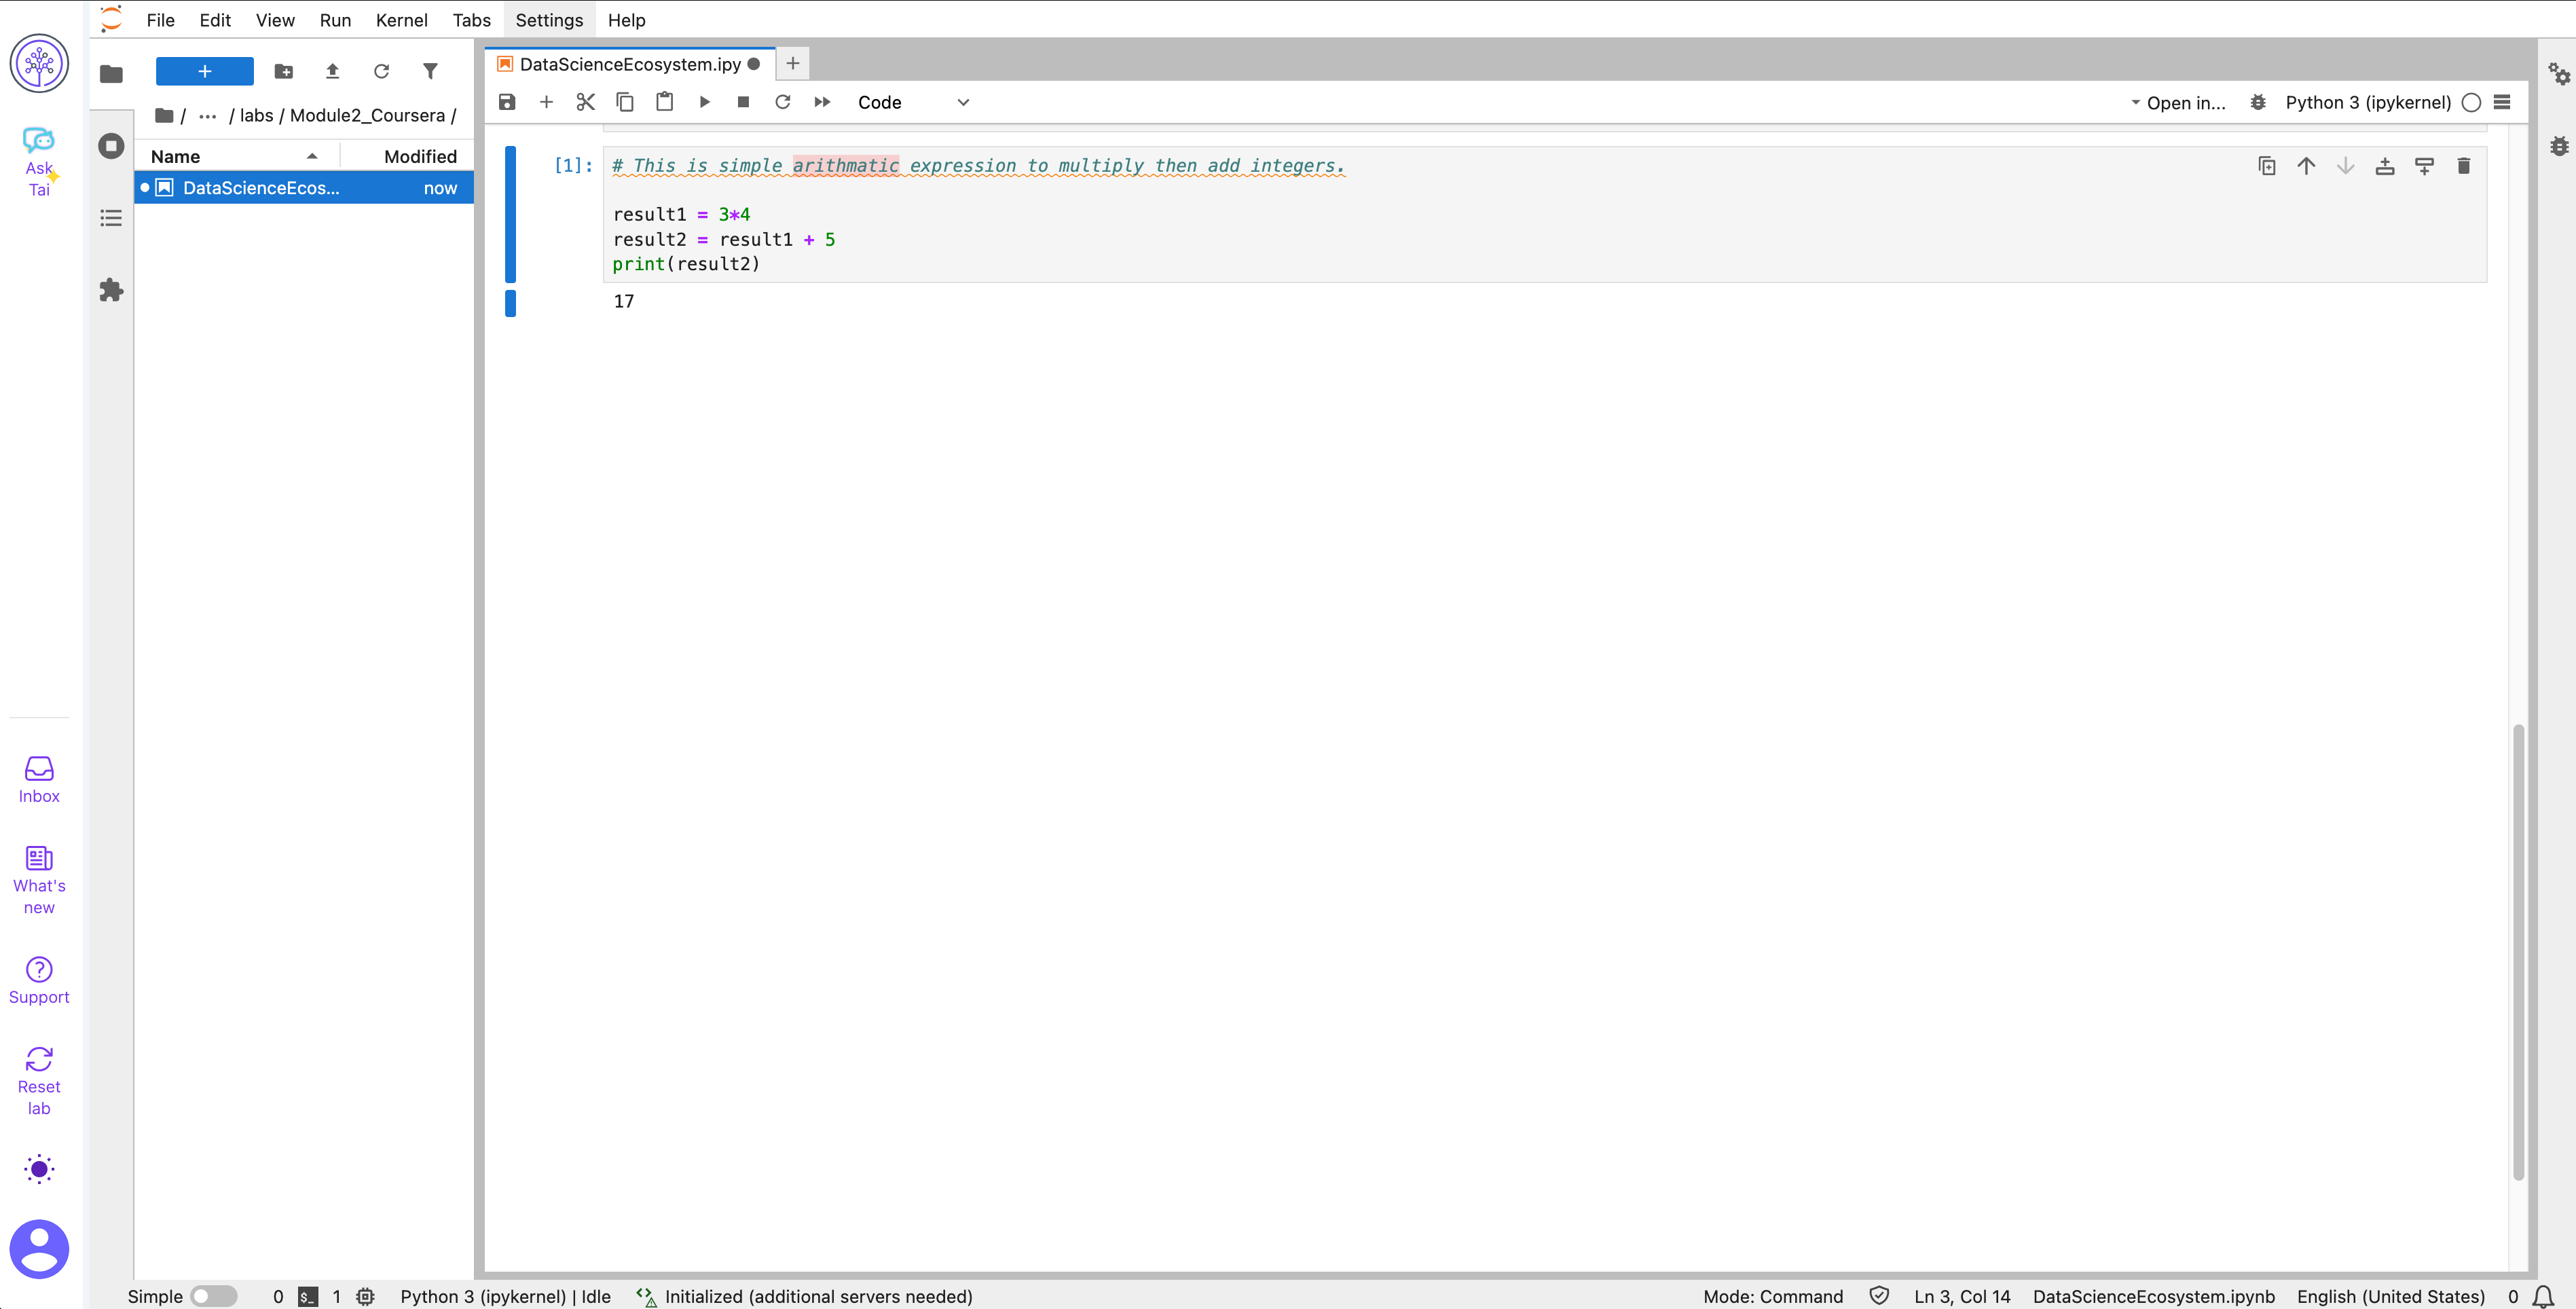 File Edit View Run Kernel Tabs Settings Help
Ask
Tai
Inbox
What's
new
Support
Reset
lab
/ ... / labs / Module2_Coursera /
Name Modified
DataScienceEcos... now
DataScienceEcosystem.ipy
Code
Open in... Python 3 (ipykernel)
[1]: # This is simple arithmatic expression to multiply then add integers.
result1 = 3*4
result2 = result1 + 5
print(result2)
17
Simple 0 $_ 1 Python 3 (ipykernel) | Idle Initialized (additional servers needed) Mode: Command Ln 3, Col 14 DataScienceEcosystem.ipynb English (United States) 0